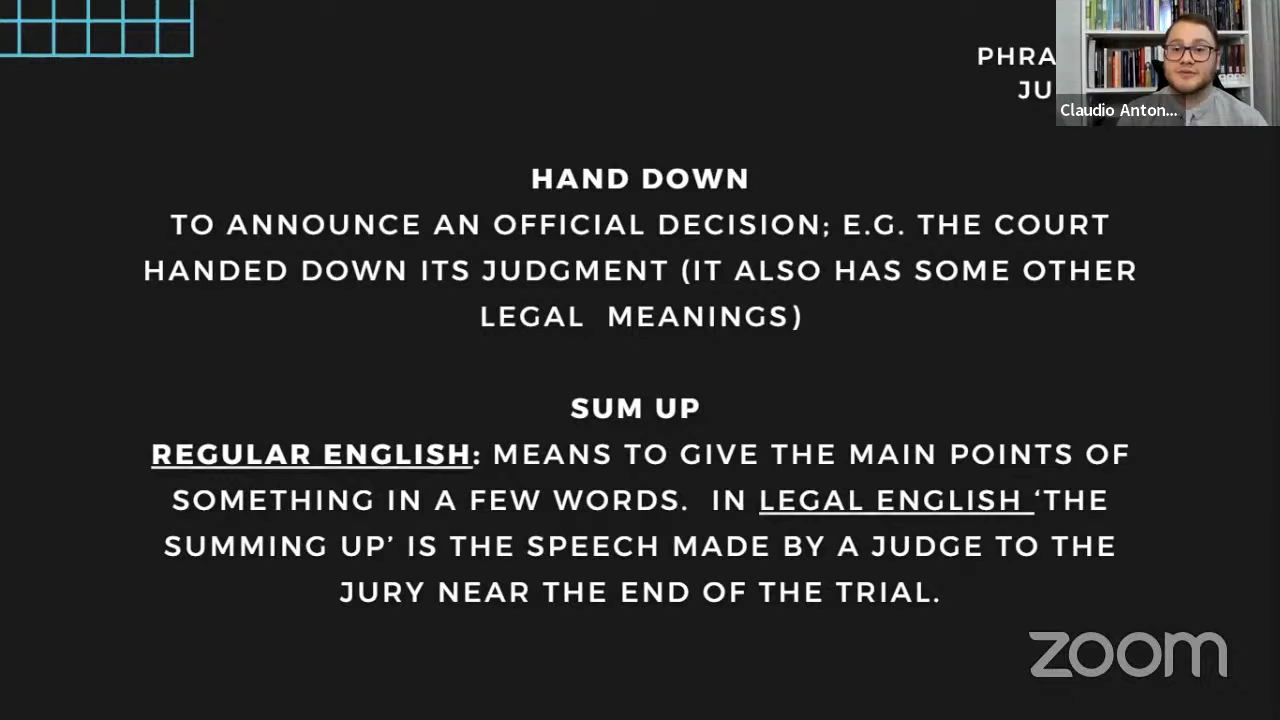 PHRA
JU
Claudio Anton...
HAND DOWN
TO ANNOUNCE AN OFFICIAL DECISION; E.G. THE COURT
HANDED DOWN ITS JUDGMENT (IT ALSO HAS SOME OTHER
LEGAL MEANINGS)
SUM UP
REGULAR ENGLISH: MEANS TO GIVE THE MAIN POINTS OF
SOMETHING IN A FEW WORDS. IN LEGAL ENGLISH ‘THE
SUMMING UP’ IS THE SPEECH MADE BY A JUDGE TO THE
JURY NEAR THE END OF THE TRIAL.
zoom